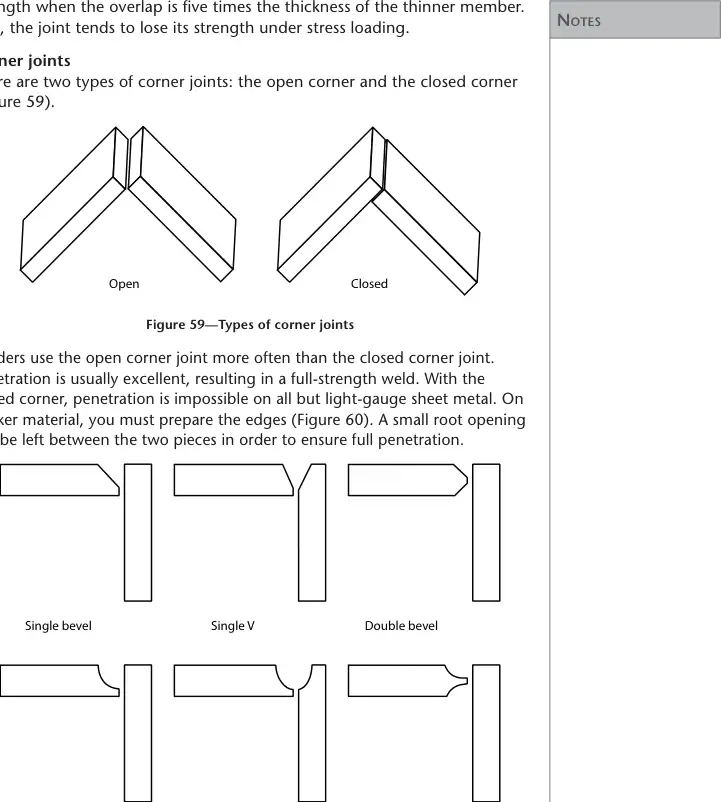 ngth when the overlap is five times the thickness of the thinner member.
, the joint tends to lose its strength under stress loading.
NOTES
ner joints
re are two types of corner joints: the open corner and the closed corner
ure 59).
Open
Closed
Figure 59—Types of corner joints
ders use the open corner joint more often than the closed corner joint.
etration is usually excellent, resulting in a full-strength weld. With the
ed corner, penetration is impossible on all but light-gauge sheet metal. On
ker material, you must prepare the edges (Figure 60). A small root opening
be left between the two pieces in order to ensure full penetration.
Single bevel
Single V
Double bevel